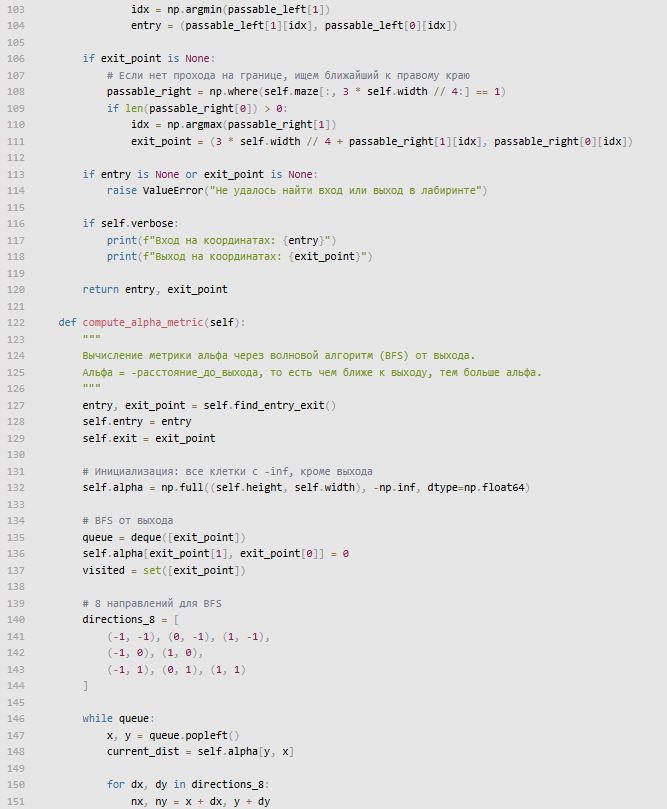 103 idx = np.argmin(passable_left[1])
104 entry = (passable_left[1][idx], passable_left[0][idx])
105
106 if exit_point is None:
107 # Если нет прохода на границе, ищем ближайший к правому краю
108 passable_right = np.where(self.maze[:, 3 * self.width // 4:] == 1)
109 if len(passable_right[0]) > 0:
110 idx = np.argmax(passable_right[1])
111 exit_point = (3 * self.width // 4 + passable_right[1][idx], passable_right[0][idx])
112
113 if entry is None or exit_point is None:
114 raise ValueError("Не удалось найти вход или выход в лабиринте")
115
116 if self.verbose:
117 print(f"Вход на координатах: {entry}")
118 print(f"Выход на координатах: {exit_point}")
119
120 return entry, exit_point
121
122 def compute_alpha_metric(self):
123 """
124 Вычисление метрики альфа через волновой алгоритм (BFS) от выхода.
125 Альфа = -расстояние_до_выхода, то есть чем ближе к выходу, тем больше альфа.
126 """
127 entry, exit_point = self.find_entry_exit()
128 self.entry = entry
129 self.exit = exit_point
130
131 # Инициализация: все клетки с -inf, кроме выхода
132 self.alpha = np.full((self.height, self.width), -np.inf, dtype=np.float64)
133
134 # BFS от выхода
135 queue = deque([exit_point])
136 self.alpha[exit_point[1], exit_point[0]] = 0
137 visited = set([exit_point])
138
139 # 8 направлений для BFS
140 directions_8 = [
141 (-1, -1), (0, -1), (1, -1),
142 (-1, 0), (1, 0),
143 (-1, 1), (0, 1), (1, 1)
144 ]
145
146 while queue:
147 x, y = queue.popleft()
148 current_dist = self.alpha[y, x]
149
150 for dx, dy in directions_8:
151 nx, ny = x + dx, y + dy